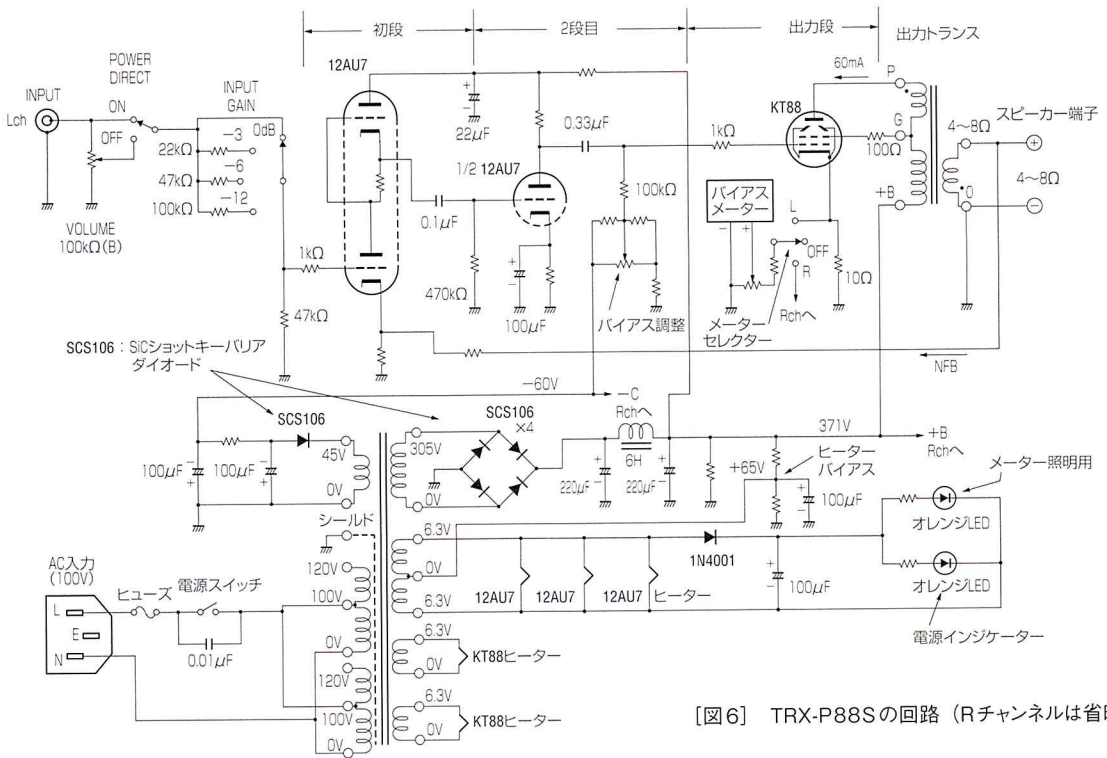 初段
2段目
出力段
出力トランス
POWER
DIRECT
INPUT
Lch
ON
OFF
INPUT
GAIN
0dB
-3
22kΩ
-6
47kΩ
-12
100kΩ
VOLUME
100kΩ(B)
12AU7
1kΩ
47kΩ
22μF
0.33μF
1/2 12AU7
0.1μF
470kΩ
100μF
100kΩ
バイアス調整
1kΩ
60mA
KT88
P
G
100Ω
+B
4~8Ω
0
スピーカー端子
+
4~8Ω
-
バイアス
メーター
- +
L
OFF
R
Rchへ
10Ω
メーター
セレクター
NFB
SCS106:SiCショットキーバリア
ダイオード
-60V
-C
Rchへ
SCS106
100μF
100μF
45V
0V
SCS106
×4
305V
0V
6H
220μF
220μF
371V
+B
Rchへ
+65V
ヒーター
バイアス
100μF
メーター照明用
オレンジLED
オレンジLED
電源インジケーター
シールド
6.3V
0V
6.3V
1N4001
12AU7
12AU7
12AU7
ヒーター
100μF
AC入力
(100V)
L
E
N
ヒューズ
電源スイッチ
0.01μF
120V
100V
0V
120V
100V
0V
6.3V
0V
KT88ヒーター
6.3V
0V
KT88ヒーター
[図6] TRX-P88Sの回路(Rチャンネルは省